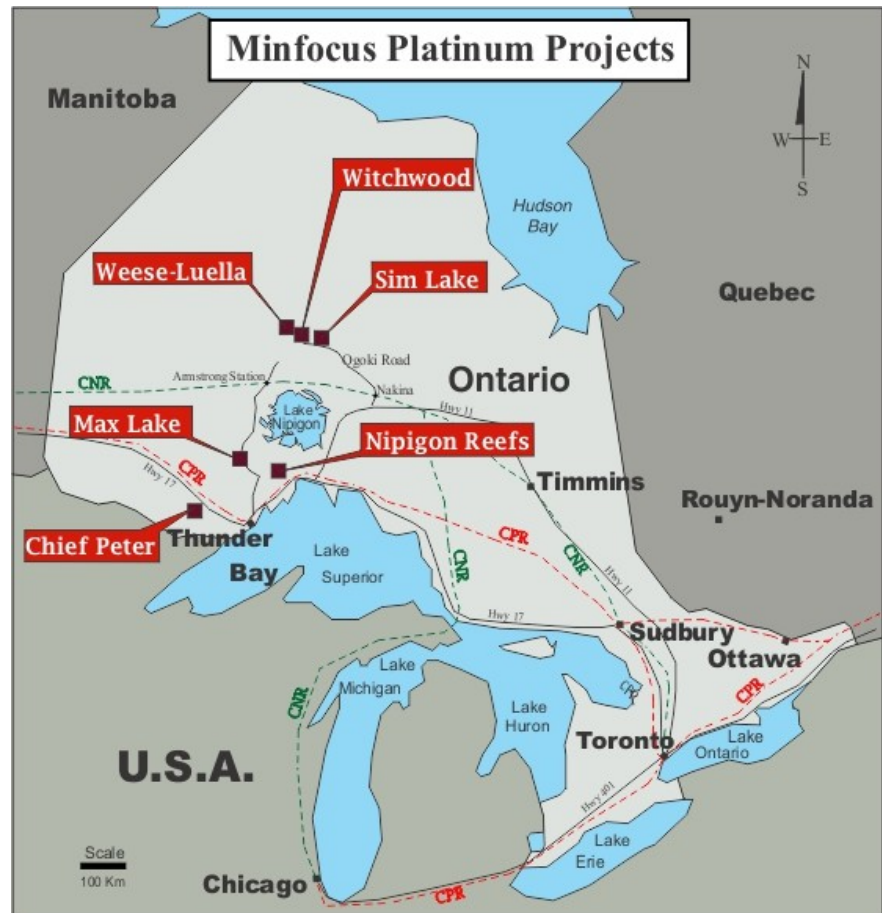 Minfocus Platinum Projects
Manitoba
N
W
E
S
Witchwood
Hudson
Bay
Weese-Luella
Sim Lake
Quebec
Ogoki Road
CNR
Armstrong Station
Nakina
Ontario
Lake
Nipigon
Hwy 11
Max Lake
Nipigon Reefs
CPR
Hwy 17
Timmins
Rouyn-Noranda
Chief Peter
Thunder
Bay
Lake
Superior
CPR
CNR
CNR
Hwy 11
Hwy 17
Sudbury
Ottawa
Lake
Michigan
CNR
CPR
CPR
Lake
Huron
Toronto
Lake
Ontario
U.S.A.
Hwy 401
Lake
Erie
Scale
100 Km
Chicago
CPR